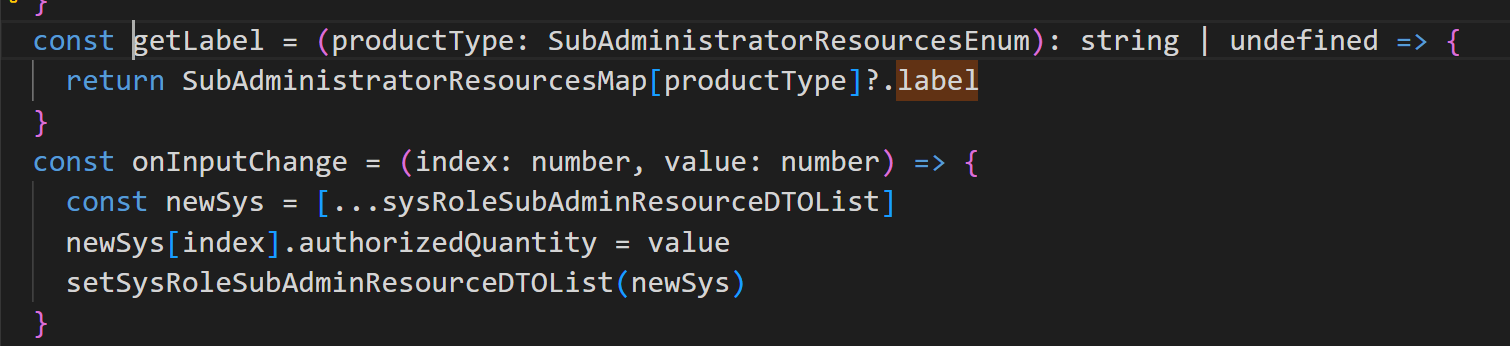 }
const getLabel = (productType: SubAdministratorResourcesEnum): string | undefined => {
  return SubAdministratorResourcesMap[productType]?.label
}
const onInputChange = (index: number, value: number) => {
  const newSys = [...sysRoleSubAdminResourceDTOList]
  newSys[index].authorizedQuantity = value
  setSysRoleSubAdminResourceDTOList(newSys)
}